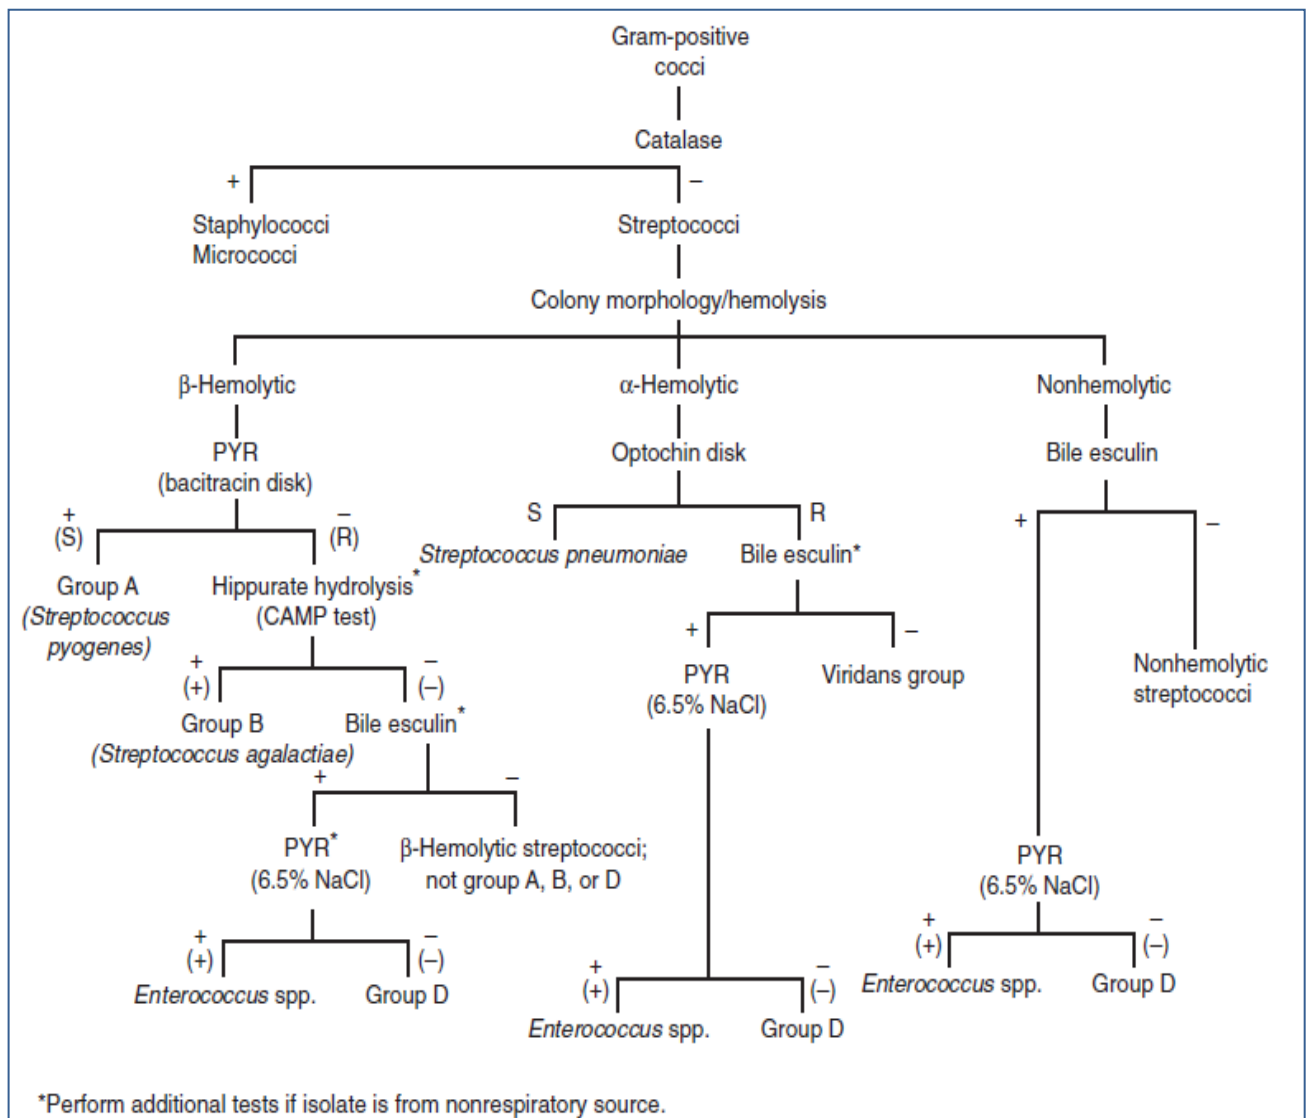 Gram-positive
cocci
Catalase
+
–
Staphylococci
Micrococci
Streptococci
Colony morphology/hemolysis
β-Hemolytic
α-Hemolytic
Nonhemolytic
PYR
(bacitracin disk)
Optochin disk
Bile esculin
+
(S)
–
(R)
S
R
+
–
Group A
(Streptococcus
pyogenes)
Hippurate hydrolysis*
(CAMP test)
Streptococcus pneumoniae
Bile esculin*
+
(+)
–
(–)
+
–
Group B
(Streptococcus agalactiae)
Bile esculin*
PYR
(6.5% NaCl)
Viridans group
Nonhemolytic
streptococci
+
–
PYR*
(6.5% NaCl)
β-Hemolytic streptococci;
not group A, B, or D
PYR
(6.5% NaCl)
+
(+)
–
(–)
Enterococcus spp.
Group D
+
(+)
–
(–)
Enterococcus spp.
Group D
+
(+)
–
(–)
Enterococcus spp.
Group D
*Perform additional tests if isolate is from nonrespiratory source.